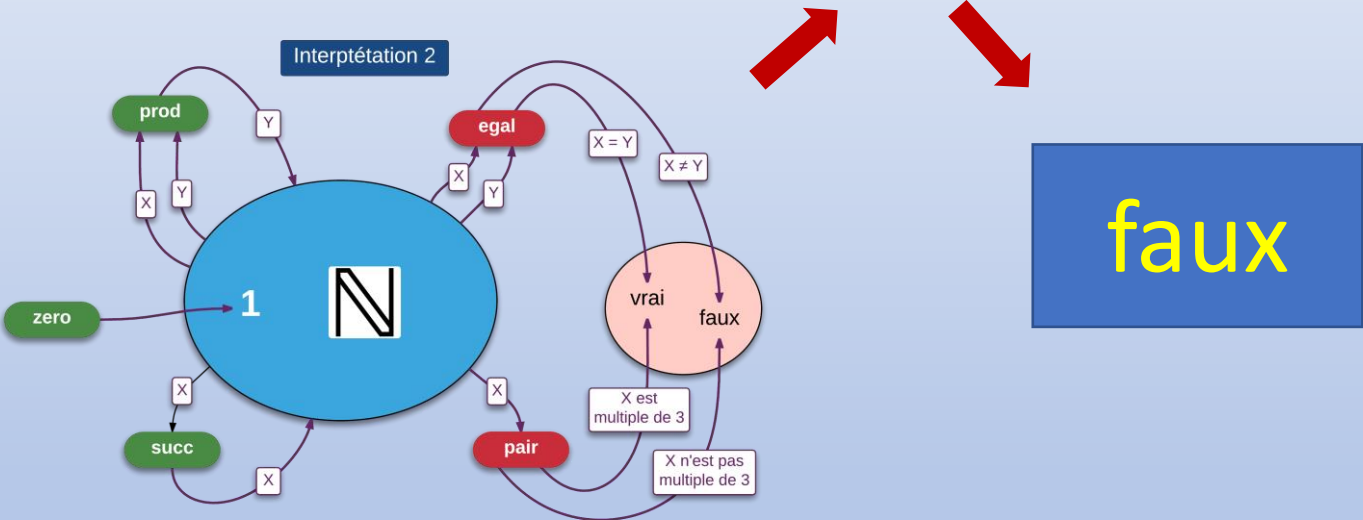 Interptétation 2
prod
Y
egal
X = Y
X ≠ Y
X
Y
X
Y
vrai
faux
faux
1
ℕ
zero
X
succ
X
X
pair
X est
multiple de 3
X n'est pas
multiple de 3